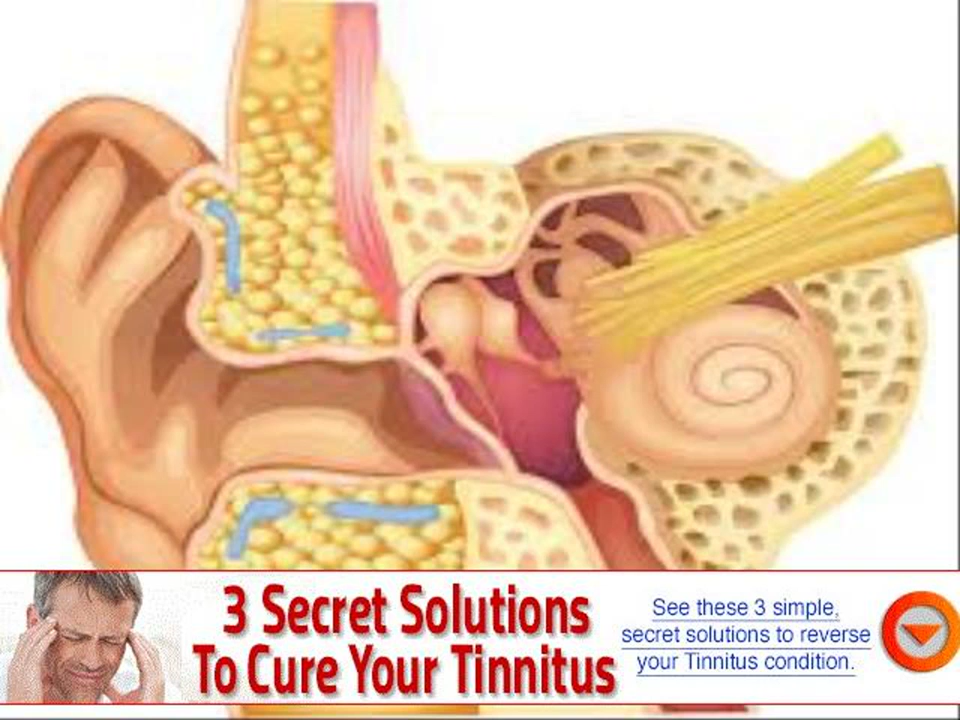 3 Secret Solutions
To Cure Your Tinnitus
See these 3 simple,
secret solutions to reverse
your Tinnitus condition.